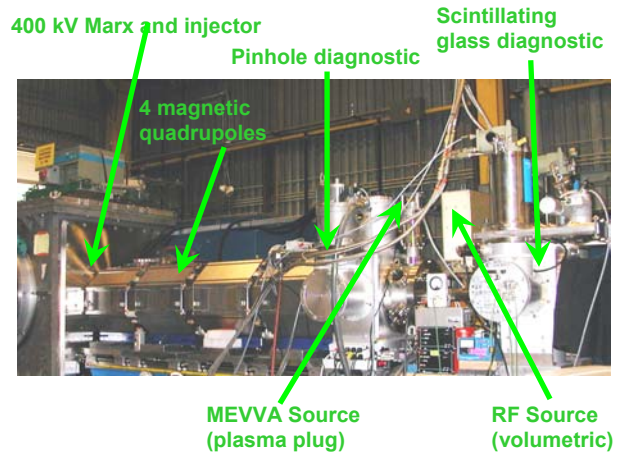 400 kV Marx and injector
Scintillating
glass diagnostic
Pinhole diagnostic
4 magnetic
quadrupoles
MEVVA Source
(plasma plug)
RF Source
(volumetric)